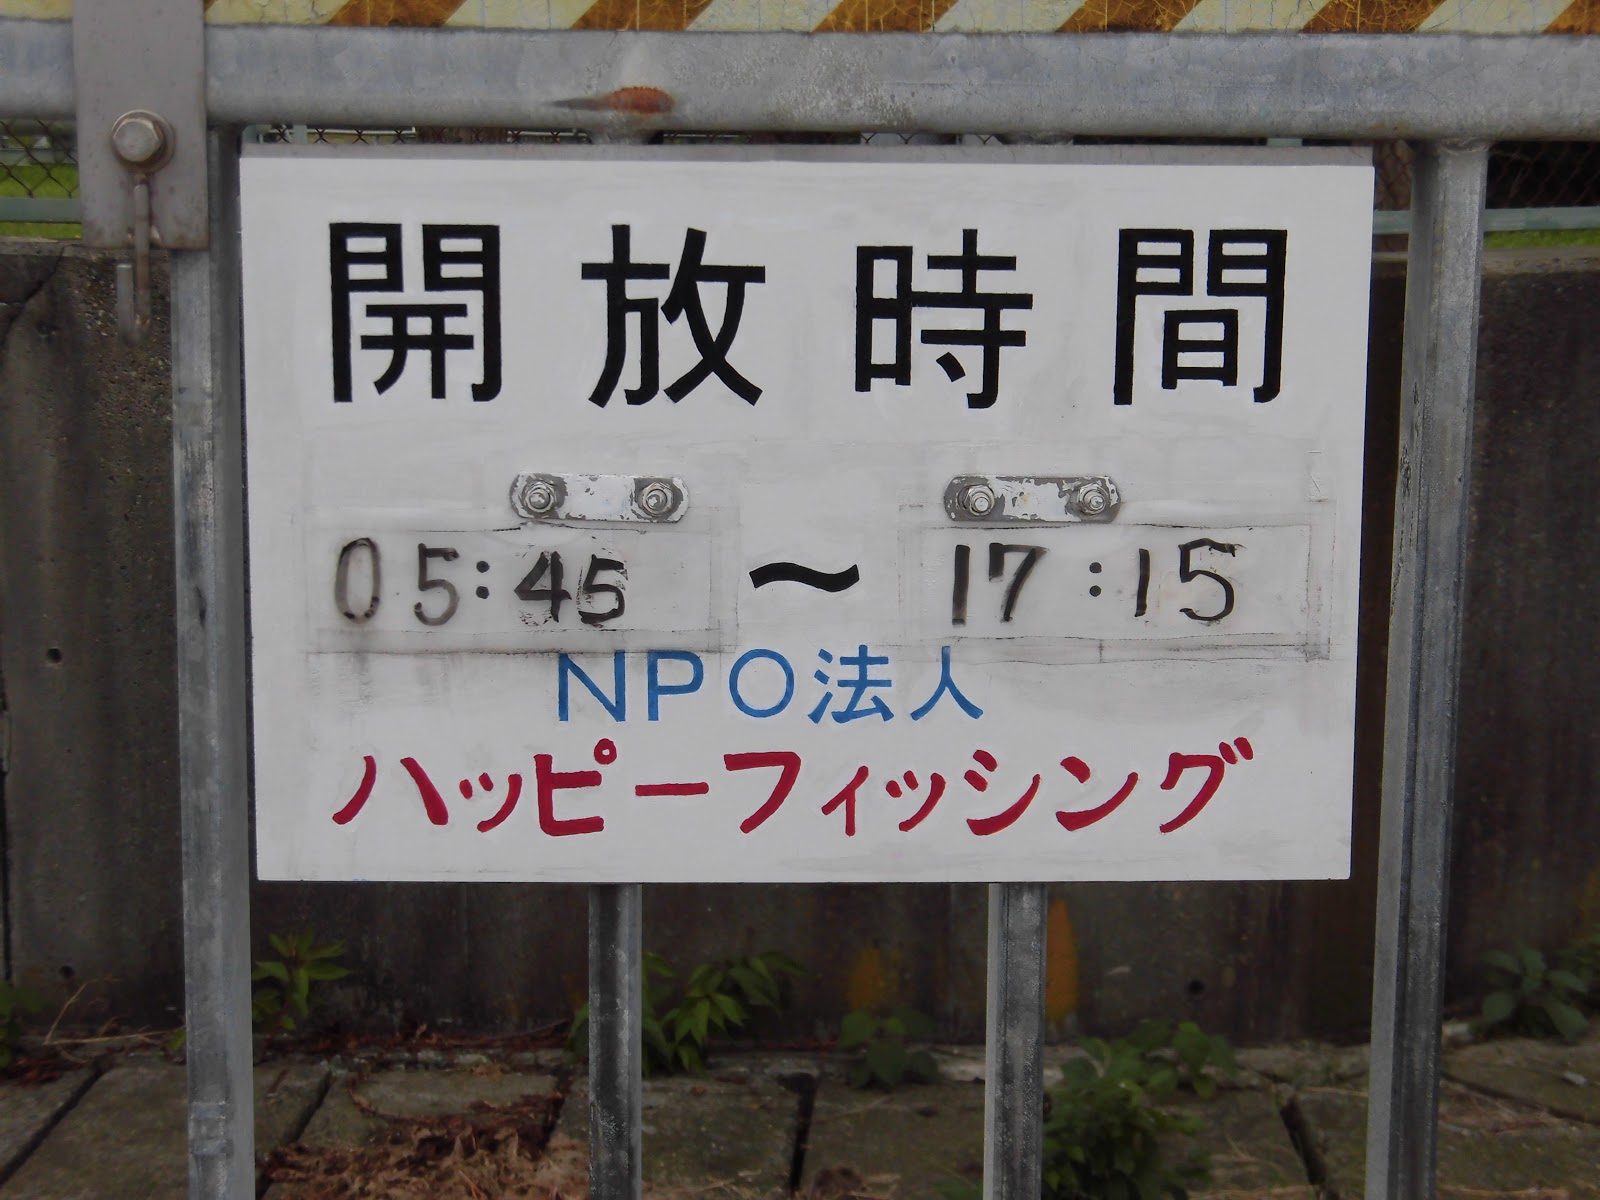 開放時間
05:45 〜 17:15
NPO法人
ハッピーフィッシング